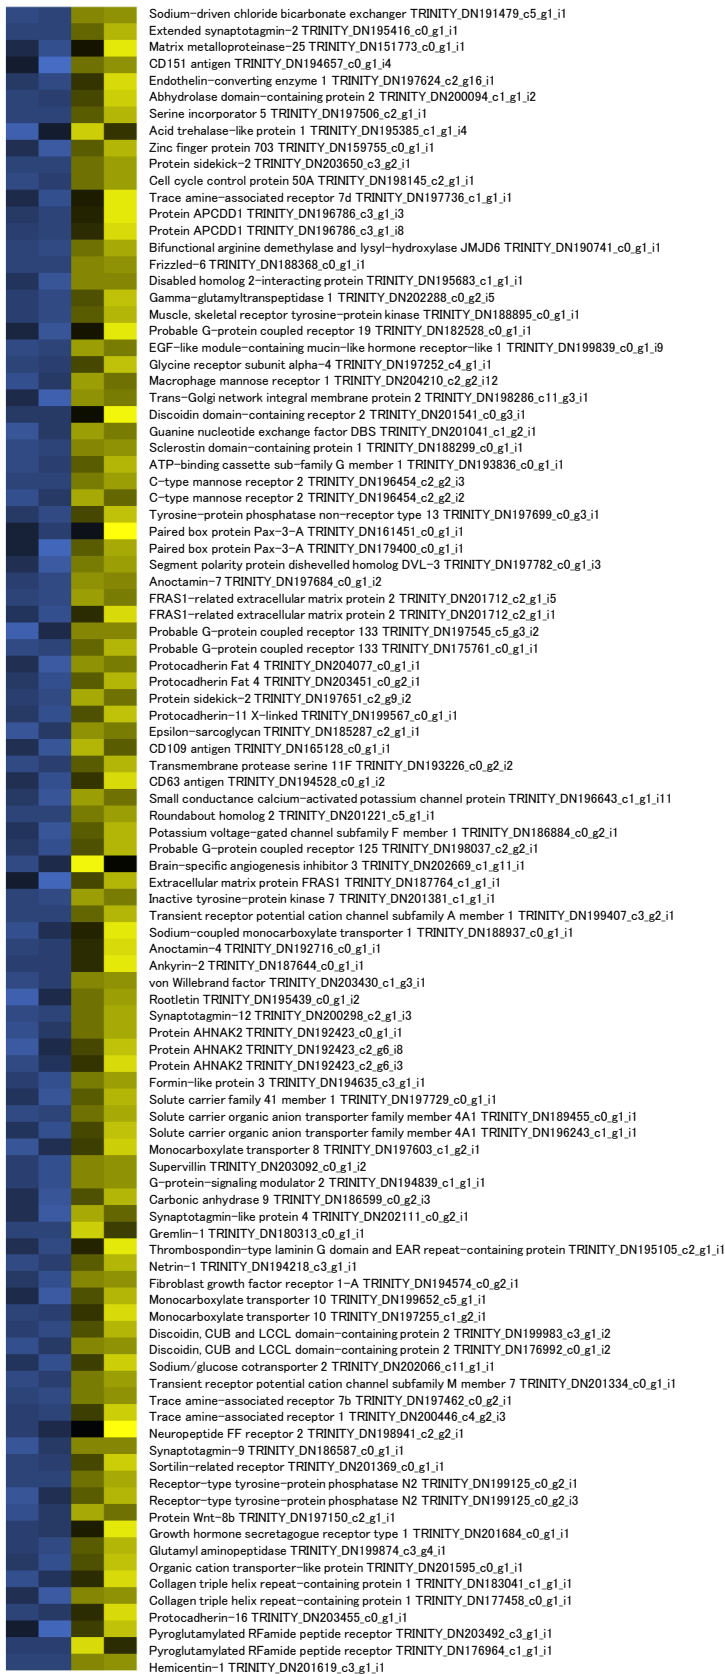 Sodium-driven chloride bicarbonate exchanger TRINITY_DN191479_c5_g1_i1
Extended synaptotagmin-2 TRINITY_DN195416_c0_g1_i1
Matrix metalloproteinase-25 TRINITY_DN151773_c0_g1_i1
CD151 antigen TRINITY_DN194657_c0_g1_i4
Endothelin-converting enzyme 1 TRINITY_DN197624_c2_g16_i1
Abhydrolase domain-containing protein 2 TRINITY_DN200094_c1_g1_i2
Serine incorporator 5 TRINITY_DN197506_c2_g1_i1
Acid trehalase-like protein 1 TRINITY_DN195385_c1_g1_i4
Zinc finger protein 703 TRINITY_DN159755_c0_g1_i1
Protein sidekick-2 TRINITY_DN203650_c3_g2_i1
Cell cycle control protein 50A TRINITY_DN198145_c2_g1_i1
Trace amine-associated receptor 7d TRINITY_DN197736_c1_g1_i1
Protein APCDD1 TRINITY_DN196786_c3_g1_i3
Protein APCDD1 TRINITY_DN196786_c3_g1_i8
Bifunctional arginine demethylase and lysyl-hydroxylase JMJD6 TRINITY_DN190741_c0_g1_i1
Frizzled-6 TRINITY_DN188368_c0_g1_i1
Disabled homolog 2-interacting protein TRINITY_DN195683_c1_g1_i1
Gamma-glutamyltranspeptidase 1 TRINITY_DN202288_c0_g2_i5
Muscle, skeletal receptor tyrosine-protein kinase TRINITY_DN188895_c0_g1_i1
Probable G-protein coupled receptor 19 TRINITY_DN182528_c0_g1_i1
EGF-like module-containing mucin-like hormone receptor-like 1 TRINITY_DN199839_c0_g1_i9
Glycine receptor subunit alpha-4 TRINITY_DN197252_c4_g1_i1
Macrophage mannose receptor 1 TRINITY_DN204210_c2_g2_i12
Trans-Golgi network integral membrane protein 2 TRINITY_DN198286_c11_g3_i1
Discoidin domain-containing receptor 2 TRINITY_DN201541_c0_g3_i1
Guanine nucleotide exchange factor DBS TRINITY_DN201041_c1_g2_i1
Sclerostin domain-containing protein 1 TRINITY_DN188299_c0_g1_i1
ATP-binding cassette sub-family G member 1 TRINITY_DN193836_c0_g1_i1
C-type mannose receptor 2 TRINITY_DN196454_c2_g2_i3
C-type mannose receptor 2 TRINITY_DN196454_c2_g2_i2
Tyrosine-protein phosphatase non-receptor type 13 TRINITY_DN197699_c0_g3_i1
Paired box protein Pax-3-A TRINITY_DN161451_c0_g1_i1
Paired box protein Pax-3-A TRINITY_DN179400_c0_g1_i1
Segment polarity protein dishevelled homolog DVL-3 TRINITY_DN197782_c0_g1_i3
Anoctamin-7 TRINITY_DN197684_c0_g1_i2
FRAS1-related extracellular matrix protein 2 TRINITY_DN201712_c2_g1_i5
FRAS1-related extracellular matrix protein 2 TRINITY_DN201712_c2_g1_i1
Probable G-protein coupled receptor 133 TRINITY_DN197545_c5_g3_i2
Probable G-protein coupled receptor 133 TRINITY_DN175761_c0_g1_i1
Protocadherin Fat 4 TRINITY_DN204077_c0_g1_i1
Protocadherin Fat 4 TRINITY_DN203451_c0_g2_i1
Protein sidekick-2 TRINITY_DN197651_c2_g9_i2
Protocadherin-11 X-linked TRINITY_DN199567_c0_g1_i1
Epsilon-sarcoglycan TRINITY_DN185287_c2_g1_i1
CD109 antigen TRINITY_DN165128_c0_g1_i1
Transmembrane protease serine 11F TRINITY_DN193226_c0_g2_i2
CD63 antigen TRINITY_DN194528_c0_g1_i2
Small conductance calcium-activated potassium channel protein TRINITY_DN196643_c1_g1_i11
Roundabout homolog 2 TRINITY_DN201221_c5_g1_i1
Potassium voltage-gated channel subfamily F member 1 TRINITY_DN186884_c0_g2_i1
Probable G-protein coupled receptor 125 TRINITY_DN198037_c2_g2_i1
Brain-specific angiogenesis inhibitor 3 TRINITY_DN202669_c1_g11_i1
Extracellular matrix protein FRAS1 TRINITY_DN187764_c1_g1_i1
Inactive tyrosine-protein kinase 7 TRINITY_DN201381_c1_g1_i1
Transient receptor potential cation channel subfamily A member 1 TRINITY_DN199407_c3_g2_i1
Sodium-coupled monocarboxylate transporter 1 TRINITY_DN188937_c0_g1_i1
Anoctamin-4 TRINITY_DN192716_c0_g1_i1
Ankyrin-2 TRINITY_DN187644_c0_g1_i1
von Willebrand factor TRINITY_DN203430_c1_g3_i1
Rootletin TRINITY_DN195439_c0_g1_i2
Synaptotagmin-12 TRINITY_DN200298_c2_g1_i3
Protein AHNAK2 TRINITY_DN192423_c0_g1_i1
Protein AHNAK2 TRINITY_DN192423_c2_g6_i8
Protein AHNAK2 TRINITY_DN192423_c2_g6_i3
Formin-like protein 3 TRINITY_DN194635_c3_g1_i1
Solute carrier family 41 member 1 TRINITY_DN197729_c0_g1_i1
Solute carrier organic anion transporter family member 4A1 TRINITY_DN189455_c0_g1_i1
Solute carrier organic anion transporter family member 4A1 TRINITY_DN196243_c1_g1_i1
Monocarboxylate transporter 8 TRINITY_DN197603_c1_g2_i1
Supervillin TRINITY_DN203092_c0_g1_i2
G-protein-signaling modulator 2 TRINITY_DN194839_c1_g1_i1
Carbonic anhydrase 9 TRINITY_DN186599_c0_g2_i3
Synaptotagmin-like protein 4 TRINITY_DN202111_c0_g2_i1
Gremlin-1 TRINITY_DN180313_c0_g1_i1
Thrombospondin-type laminin G domain and EAR repeat-containing protein TRINITY_DN195105_c2_g1_i1
Netrin-1 TRINITY_DN194218_c3_g1_i1
Fibroblast growth factor receptor 1-A TRINITY_DN194574_c0_g2_i1
Monocarboxylate transporter 10 TRINITY_DN199652_c5_g1_i1
Monocarboxylate transporter 10 TRINITY_DN197255_c1_g2_i1
Discoidin, CUB and LCCL domain-containing protein 2 TRINITY_DN199983_c3_g1_i2
Discoidin, CUB and LCCL domain-containing protein 2 TRINITY_DN176992_c0_g1_i2
Sodium/glucose cotransporter 2 TRINITY_DN202066_c11_g1_i1
Transient receptor potential cation channel subfamily M member 7 TRINITY_DN201334_c0_g1_i1
Trace amine-associated receptor 7b TRINITY_DN197462_c0_g2_i1
Trace amine-associated receptor 1 TRINITY_DN200446_c4_g2_i3
Neuropeptide FF receptor 2 TRINITY_DN198941_c2_g2_i1
Synaptotagmin-9 TRINITY_DN186587_c0_g1_i1
Sortilin-related receptor TRINITY_DN201369_c0_g1_i1
Receptor-type tyrosine-protein phosphatase N2 TRINITY_DN199125_c0_g2_i1
Receptor-type tyrosine-protein phosphatase N2 TRINITY_DN199125_c0_g2_i3
Protein Wnt-8b TRINITY_DN197150_c2_g1_i1
Growth hormone secretagogue receptor type 1 TRINITY_DN201684_c0_g1_i1
Glutamyl aminopeptidase TRINITY_DN199874_c3_g4_i1
Organic cation transporter-like protein TRINITY_DN201595_c0_g1_i1
Collagen triple helix repeat-containing protein 1 TRINITY_DN183041_c1_g1_i1
Collagen triple helix repeat-containing protein 1 TRINITY_DN177458_c0_g1_i1
Protocadherin-16 TRINITY_DN203455_c0_g1_i1
Pyroglutamylated RFamide peptide receptor TRINITY_DN203492_c3_g1_i1
Pyroglutamylated RFamide peptide receptor TRINITY_DN176964_c1_g1_i1
Hemicentin-1 TRINITY_DN201619_c3_g1_i1